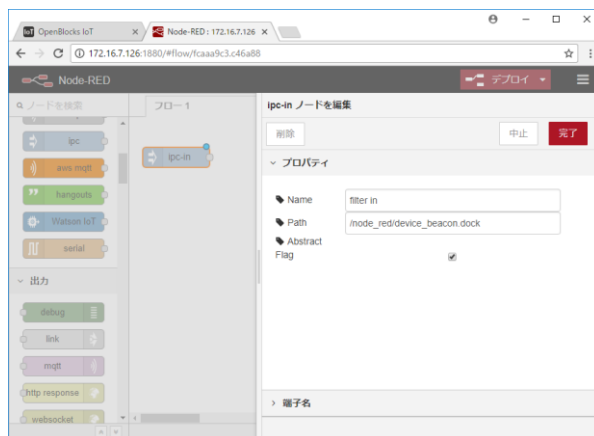 OpenBlocks IoT
Node-RED : 172.16.7.126
172.16.7.126:1880/#flow/fcaaa9c3.c46a88
Node-RED
デプロイ
ノードを検索
フロー 1
ipc-in ノードを編集
削除
中止
完了
プロパティ
ipc
aws mqtt
hangouts
Watson IoT
serial
出力
debug
link
mqtt
http response
websocket
ipc-in
Name
filter in
Path
/node_red/device_beacon.dock
Abstract
Flag
端子名